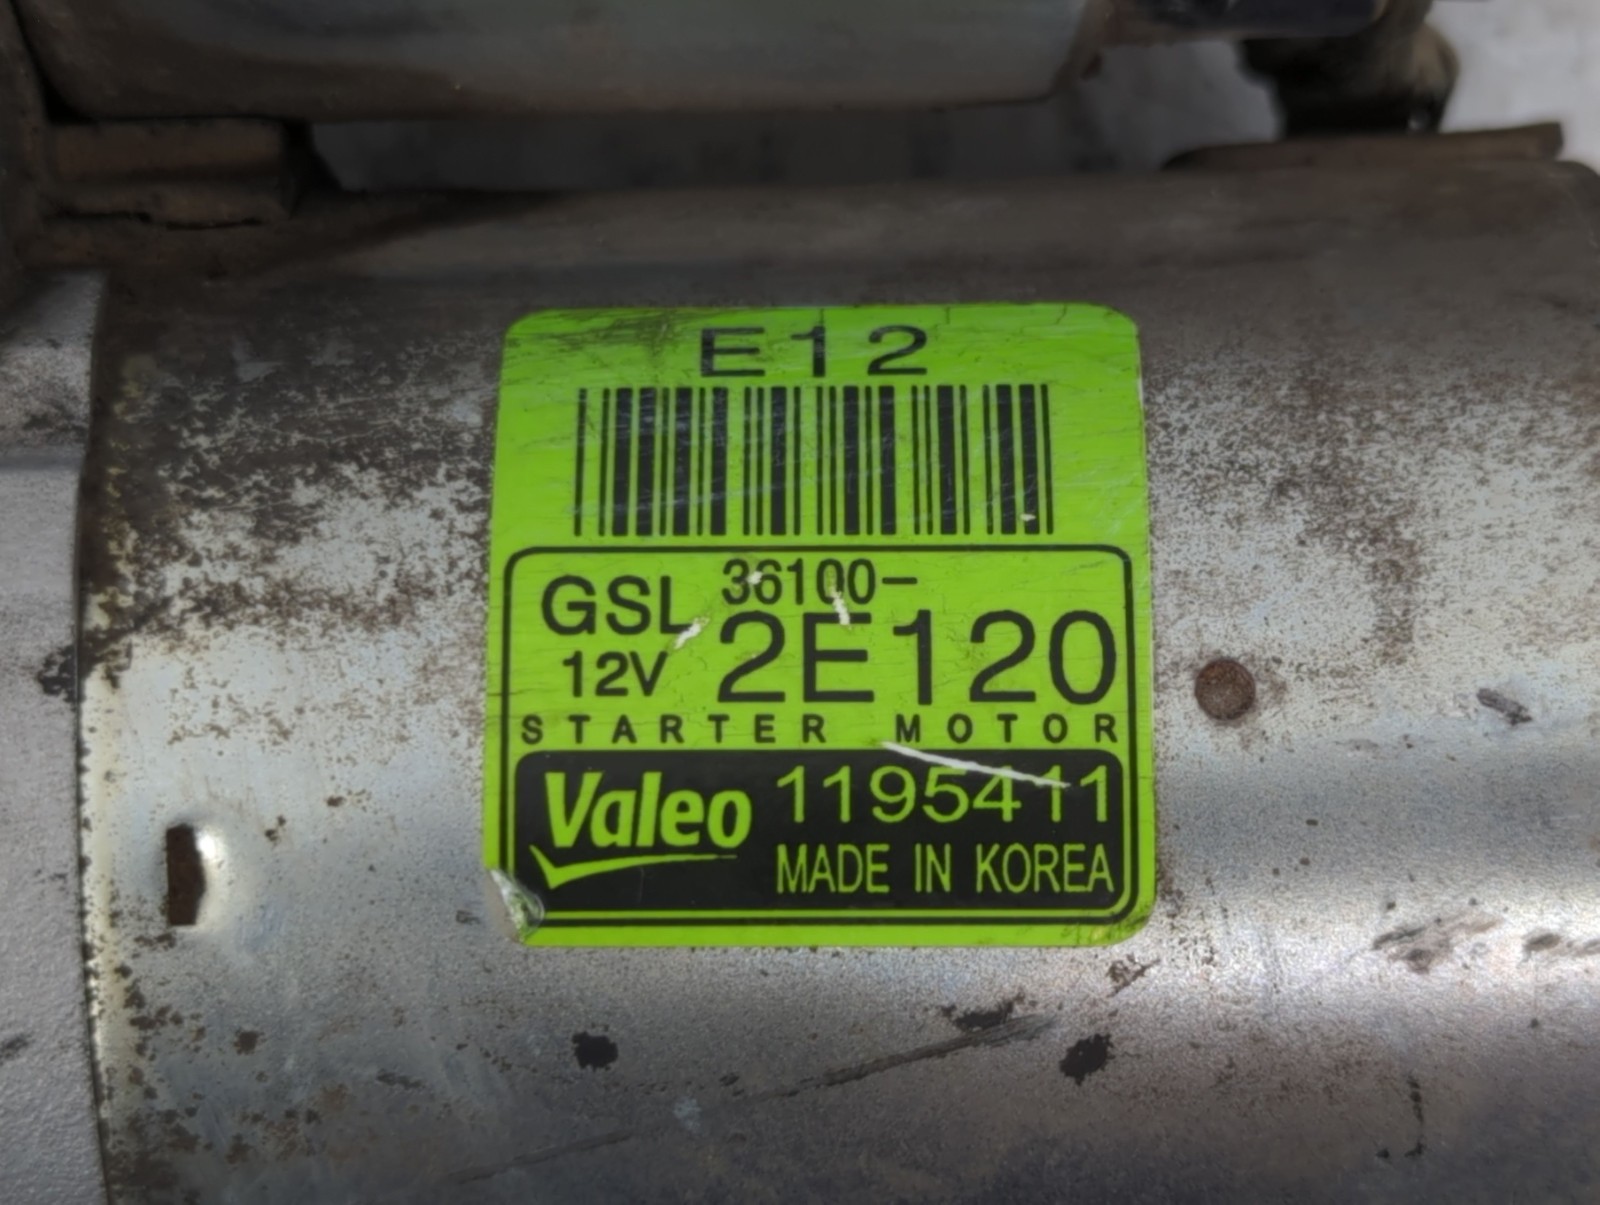 E12
GSL 36100-
12V 2E120
STARTER MOTOR
Valeo 1195411
MADE IN KOREA